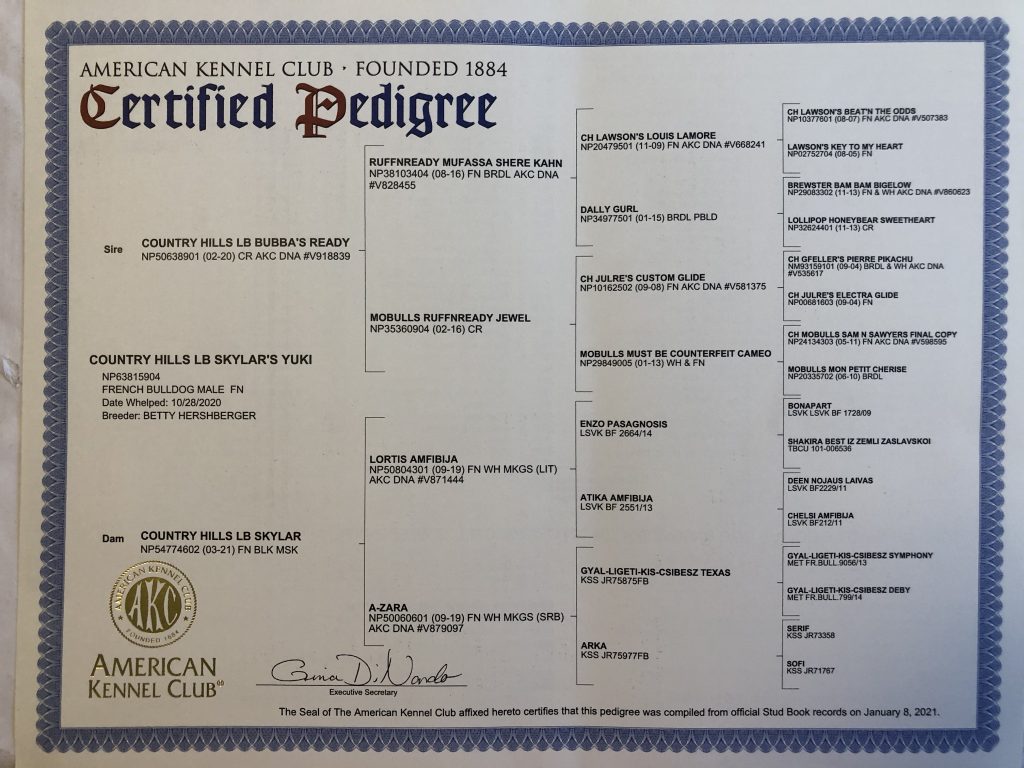 AMERICAN KENNEL CLUB · FOUNDED 1884
Certified Pedigree
Sire
COUNTRY HILLS LB BUBBA'S READY
NP50638901 (02-20) CR AKC DNA #V918839
COUNTRY HILLS LB SKYLAR'S YUKI
NP63815904
FRENCH BULLDOG MALE FN
Date Whelped: 10/28/2020
Breeder: BETTY HERSHBERGER
Dam
COUNTRY HILLS LB SKYLAR
NP54774602 (03-21) FN BLK MSK
RUFFNREADY MUFASSA SHERE KAHN
NP38103404 (08-16) FN BRDL AKC DNA
#V828455
MOBULLS RUFFNREADY JEWEL
NP35360904 (02-16) CR
LORTIS AMFIBIJA
NP50804301 (09-19) FN WH MKGS (LIT)
AKC DNA #V871444
A-ZARA
NP50060601 (09-19) FN WH MKGS (SRB)
AKC DNA #V879097
CH LAWSON'S LOUIS LAMORE
NP20479501 (11-09) FN AKC DNA #V668241
DALLY GURL
NP34977501 (01-15) BRDL PBLD
CH JULRE'S CUSTOM GLIDE
NP10162502 (09-08) FN AKC DNA #V581375
MOBULLS MUST BE COUNTERFEIT CAMEO
NP29849005 (01-13) WH & FN
ENZO PASAGNOSIS
LSVK BF 2664/14
ATIKA AMFIBIJA
LSVK BF 2551/13
GYAL-LIGETI-KIS-CSIBESZ TEXAS
KSS JR75875FB
ARKA
KSS JR75977FB
CH LAWSON'S BEAT'N THE ODDS
NP10377601 (08-07) FN AKC DNA #V507383
LAWSON'S KEY TO MY HEART
NP02752704 (08-05) FN
BREWSTER BAM BAM BIGELOW
NP29083302 (11-13) FN & WH AKC DNA #V860623
LOLLIPOP HONEYBEAR SWEETHEART
NP32624401 (11-13) CR
CH GFELLER'S PIERRE PIKACHU
NM93159101 (09-04) BRDL & WH AKC DNA
#V535617
CH JULRE'S ELECTRA GLIDE
NP00681603 (09-04) FN
CH MOBULLS SAM N SAWYERS FINAL COPY
NP24134303 (05-11) FN AKC DNA #V598595
MOBULLS MON PETIT CHERISE
NP20335702 (06-10) BRDL
BONAPART
LSVK LSVK BF 1728/09
SHAKIRA BEST IZ ZEMLI ZASLAVSKOI
TBCU 101-006536
DEEN NOJAUS LAIVAS
LSVK BF2229/11
CHELSI AMFIBIJA
LSVK BF212/11
GYAL-LIGETI-KIS-CSIBESZ SYMPHONY
MET FR.BULL.9056/13
GYAL-LIGETI-KIS-CSIBESZ DEBY
MET FR.BULL.799/14
SERIF
KSS JR73358
SOFI
KSS JR71767
AMERICAN KENNEL CLUB
AKC
FOUNDED 1884
AMERICAN
KENNEL CLUB
Gina DiNardo
Executive Secretary
The Seal of The American Kennel Club affixed hereto certifies that this pedigree was compiled from official Stud Book records on January 8, 2021.